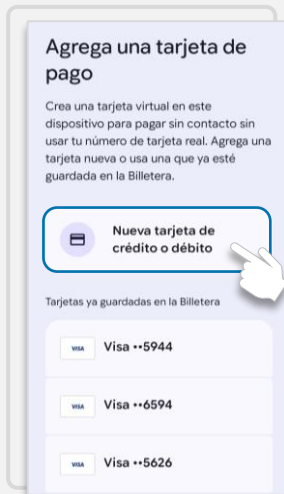 Agrega una tarjeta de
pago
Crea una tarjeta virtual en este
dispositivo para pagar sin contacto sin
usar tu número de tarjeta real. Agrega una
tarjeta nueva o usa una que ya esté
guardada en la Billetera.
Nueva tarjeta de
crédito o débito
Tarjetas ya guardadas en la Billetera
VISA Visa ••5944
VISA Visa ••6594
VISA Visa ••5626